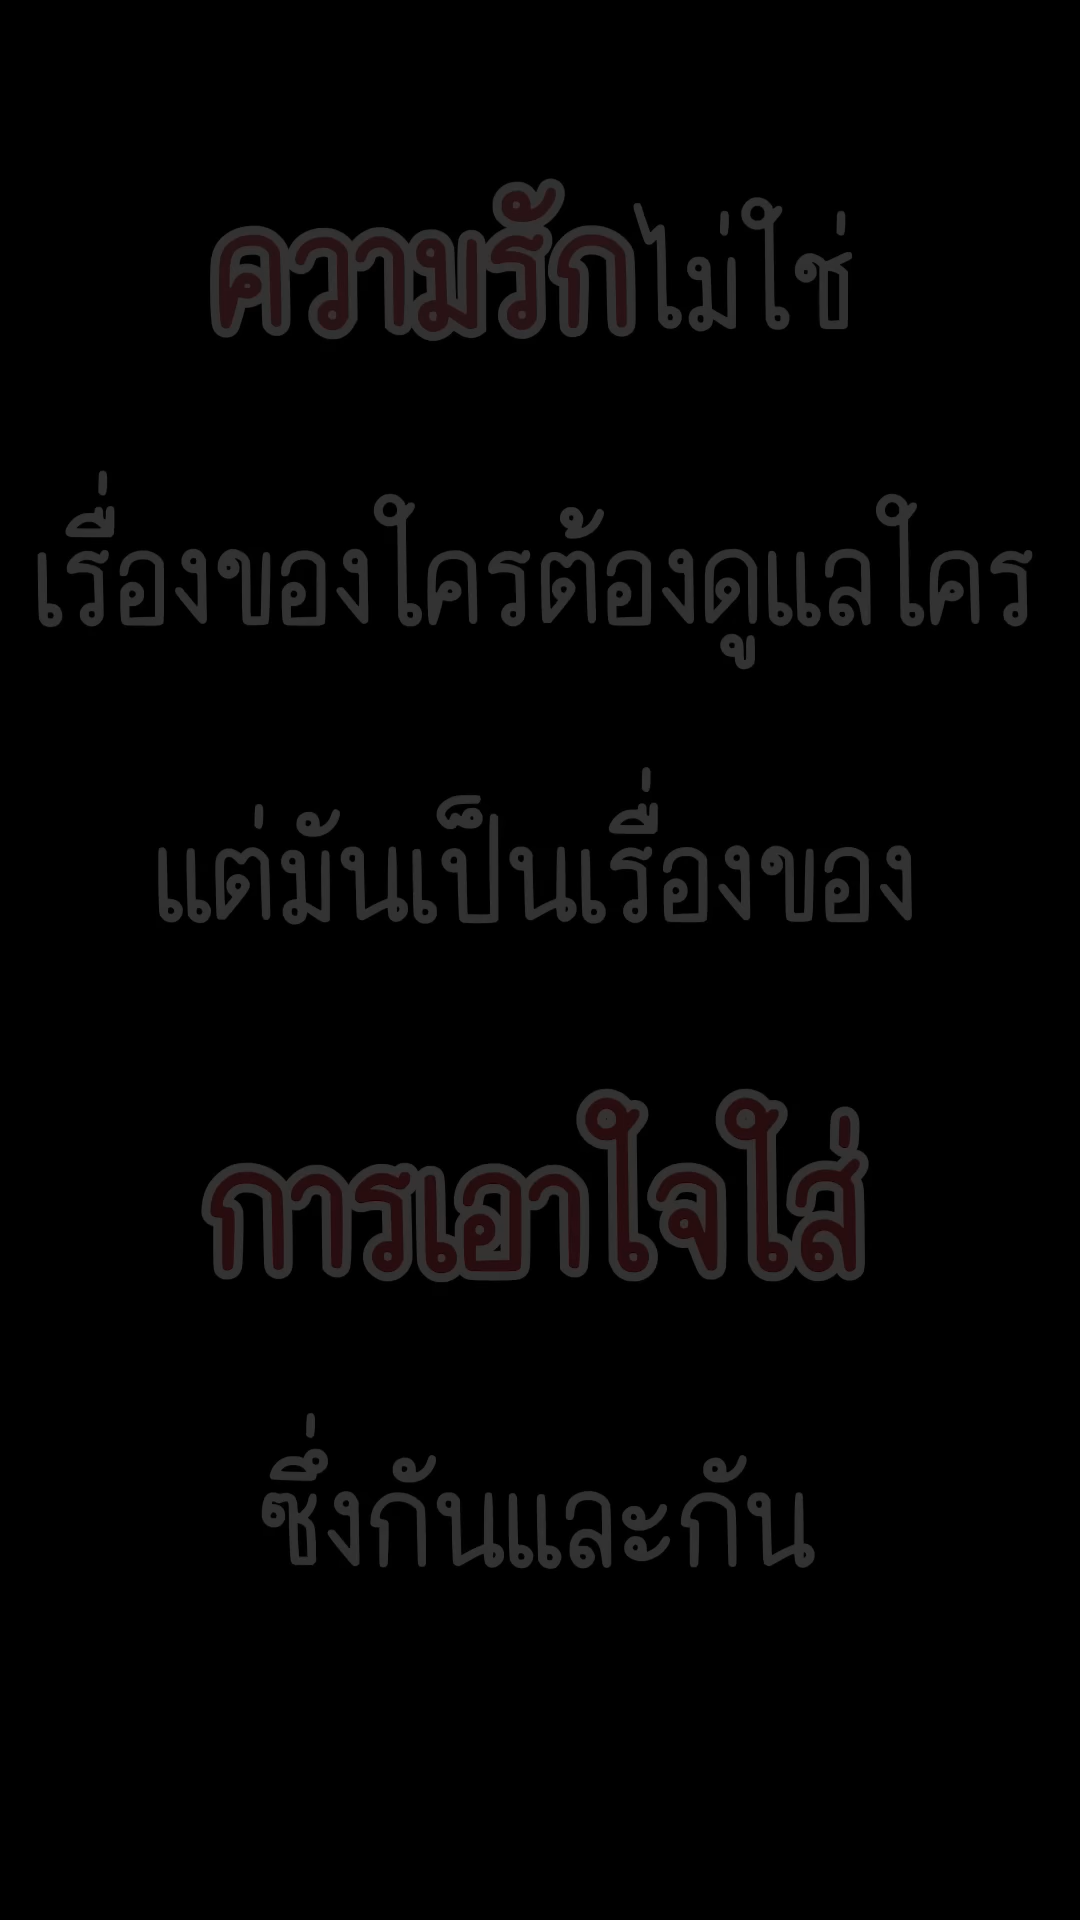 ความรักไม่ใช่
เรื่องของใครต้องดูแลใคร
แต่มันเป็นเรื่องของ
การเอาใจใส่
ซึ่งกันและกัน